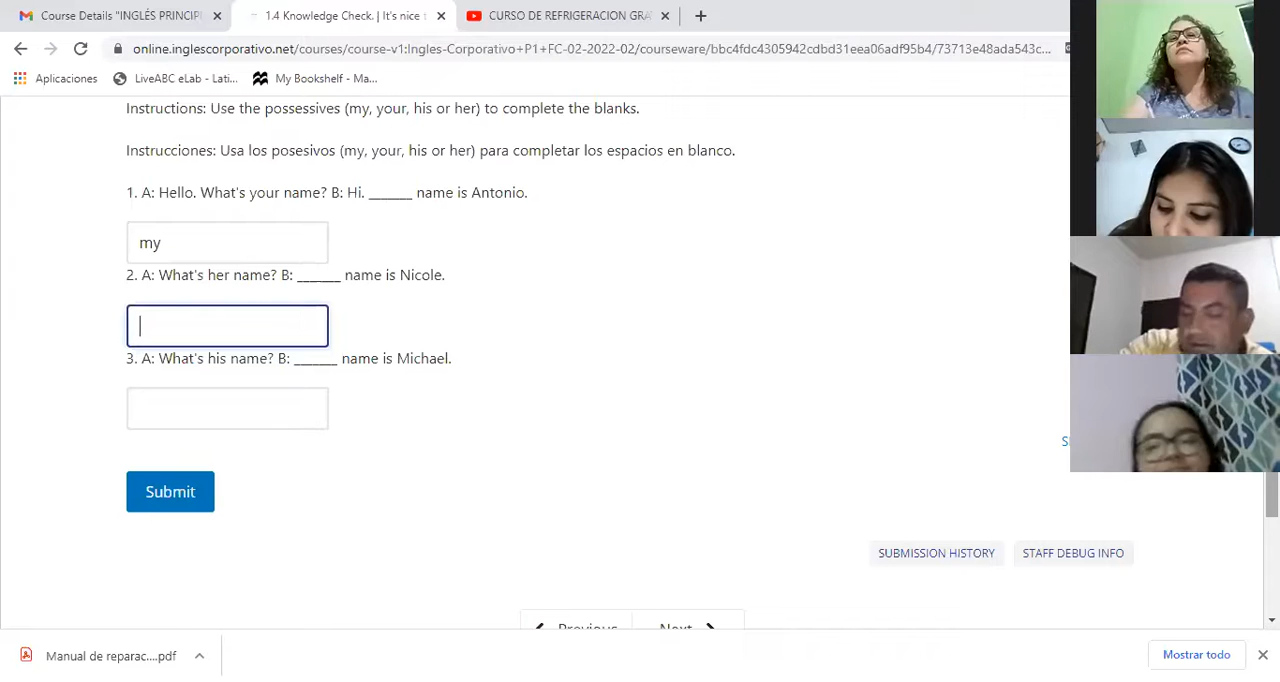 Course Details "INGLÉS PRINCIPI
1.4 Knowledge Check. | It's nice t
CURSO DE REFRIGERACION GRA
online.inglescorporativo.net/courses/course-v1:Ingles-Corporativo+P1+FC-02-2022-02/courseware/bbc4fdc4305942cdbd31eea06adf95b4/73713e48ada543c...
Aplicaciones
LiveABC eLab - Lati...
My Bookshelf - Ma...
Instructions: Use the possessives (my, your, his or her) to complete the blanks.
Instrucciones: Usa los posesivos (my, your, his or her) para completar los espacios en blanco.
1. A: Hello. What's your name? B: Hi. _______ name is Antonio.
my
2. A: What's her name? B: _______ name is Nicole.
3. A: What's his name? B: _______ name is Michael.
Submit
SUBMISSION HISTORY
STAFF DEBUG INFO
Previous
Next
Manual de reparac....pdf
Mostrar todo